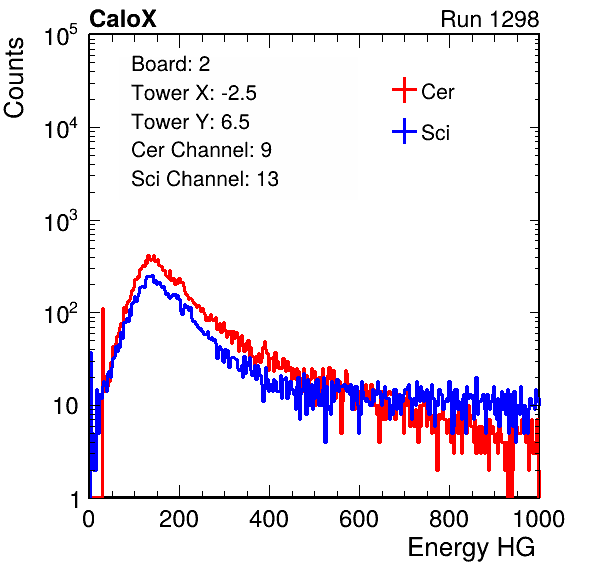 CaloX Run 1298
Counts
Board: 2
Tower X: -2.5
Tower Y: 6.5
Cer Channel: 9
Sci Channel: 13
Cer
Sci
10^5
10^4
10^3
10^2
10
1
0 200 400 600 800 1000
Energy HG